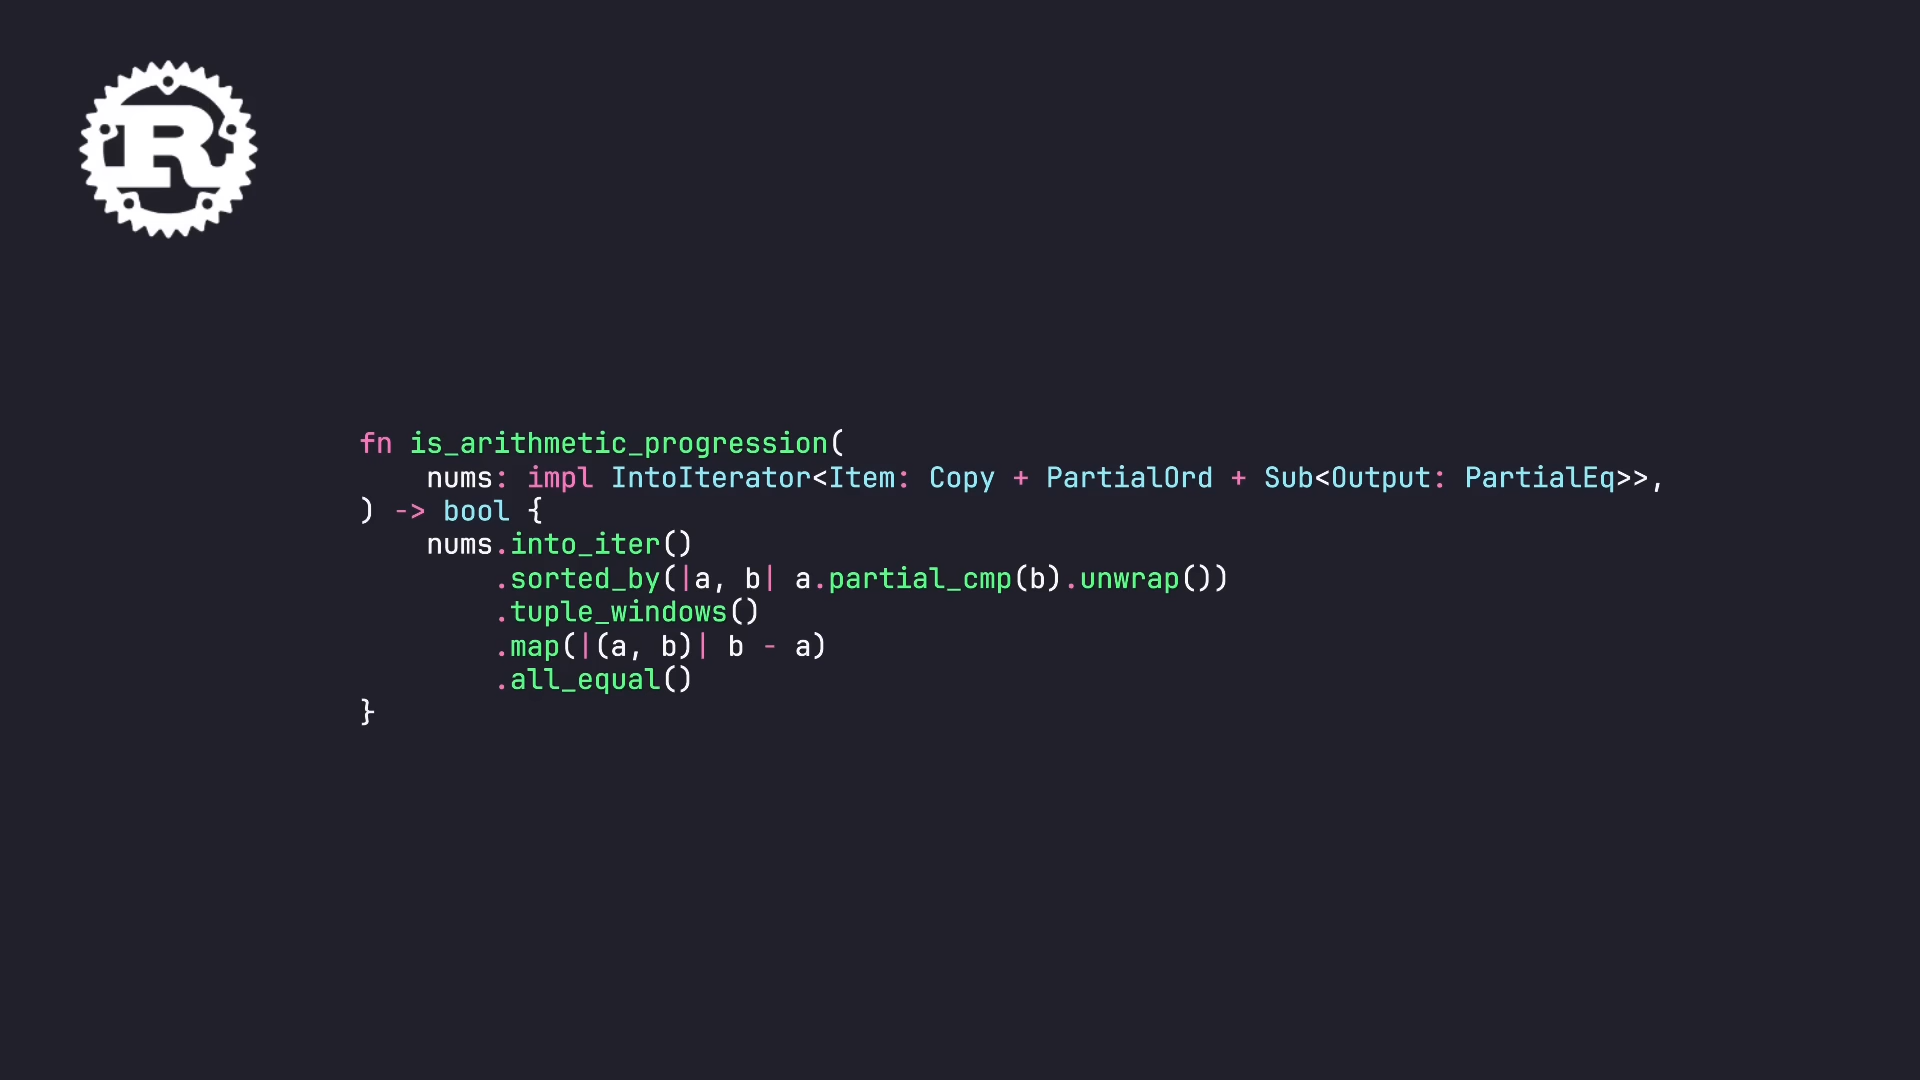 R
fn is_arithmetic_progression(
    nums: impl IntoIterator<Item: Copy + PartialOrd + Sub<Output: PartialEq>>,
) -> bool {
    nums.into_iter()
        .sorted_by(|a, b| a.partial_cmp(b).unwrap())
        .tuple_windows()
        .map(|(a, b)| b - a)
        .all_equal()
}